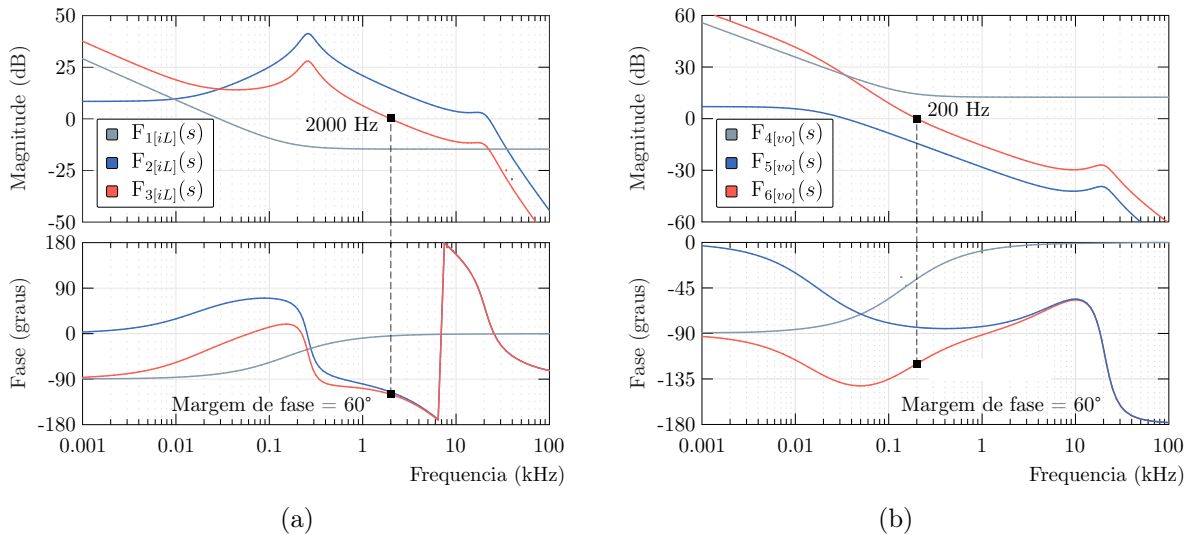 50
25
0
-25
-50
Magnitude (dB)
2000 Hz
F1[iL](s)
F2[iL](s)
F3[iL](s)
180
90
0
-90
-180
Fase (graus)
Margem de fase = 60°
0.001
0.01
0.1
1
10
100
Frequencia (kHz)
(a)
60
30
0
-30
-60
Magnitude (dB)
200 Hz
F4[vo](s)
F5[vo](s)
F6[vo](s)
0
-45
-90
-135
-180
Fase (graus)
Margem de fase = 60°
0.001
0.01
0.1
1
10
100
Frequencia (kHz)
(b)